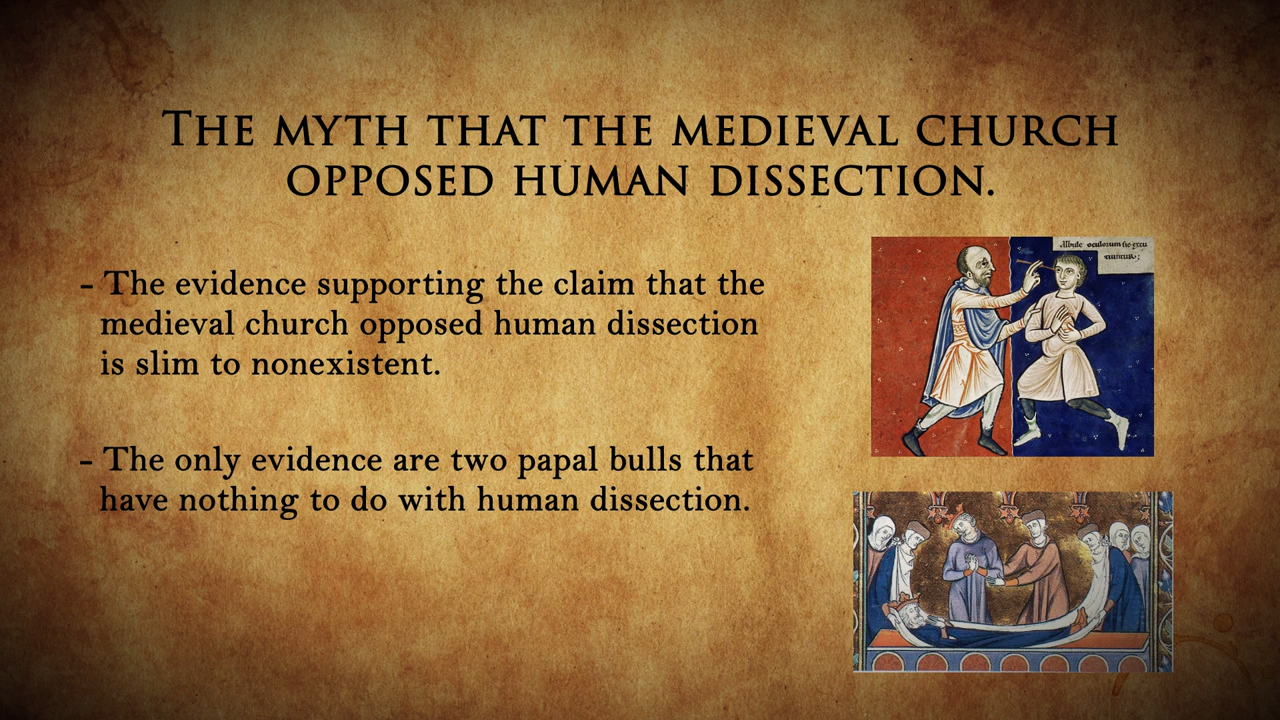 The myth that the medieval church
opposed human dissection.
- The evidence supporting the claim that the
medieval church opposed human dissection
is slim to nonexistent.
- The only evidence are two papal bulls that
have nothing to do with human dissection.